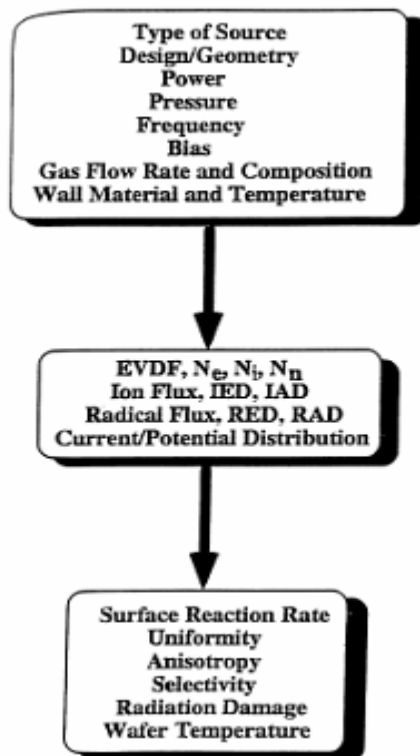 Type of Source
Design/Geometry
Power
Pressure
Frequency
Bias
Gas Flow Rate and Composition
Wall Material and Temperature
EVDF, Ne, Ni, Nn
Ion Flux, IED, IAD
Radical Flux, RED, RAD
Current/Potential Distribution
Surface Reaction Rate
Uniformity
Anisotropy
Selectivity
Radiation Damage
Wafer Temperature